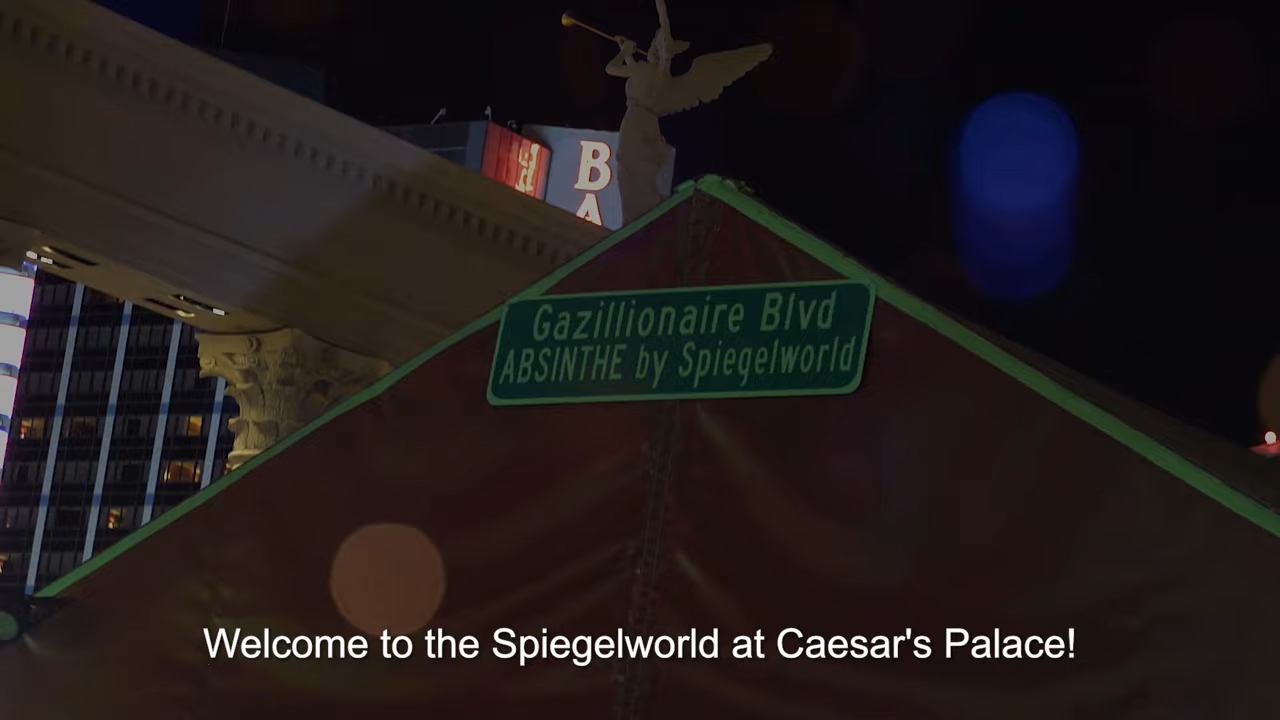 B
A
Gazillionaire Blvd
ABSINTHE by Spiegelworld
Welcome to the Spiegelworld at Caesar's Palace!